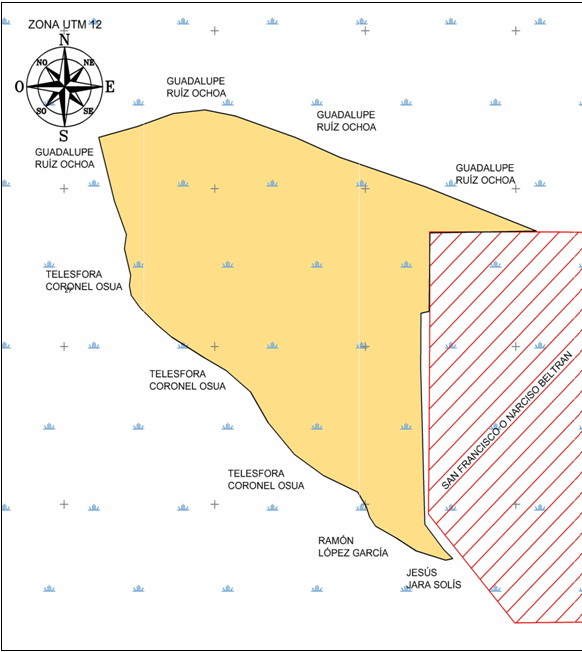 ZONA UTM 12
N
NO
NE
O
E
SO
SE
S
GUADALUPE
RUÍZ OCHOA
GUADALUPE
RUÍZ OCHOA
GUADALUPE
RUÍZ OCHOA
GUADALUPE
RUÍZ OCHOA
TELESFORA
CORONEL OSUA
TELESFORA
CORONEL OSUA
TELESFORA
CORONEL OSUA
SAN FRANCISCO O NARCISO BELTRAN
RAMÓN
LÓPEZ GARCÍA
JESÚS
JARA SOLÍS